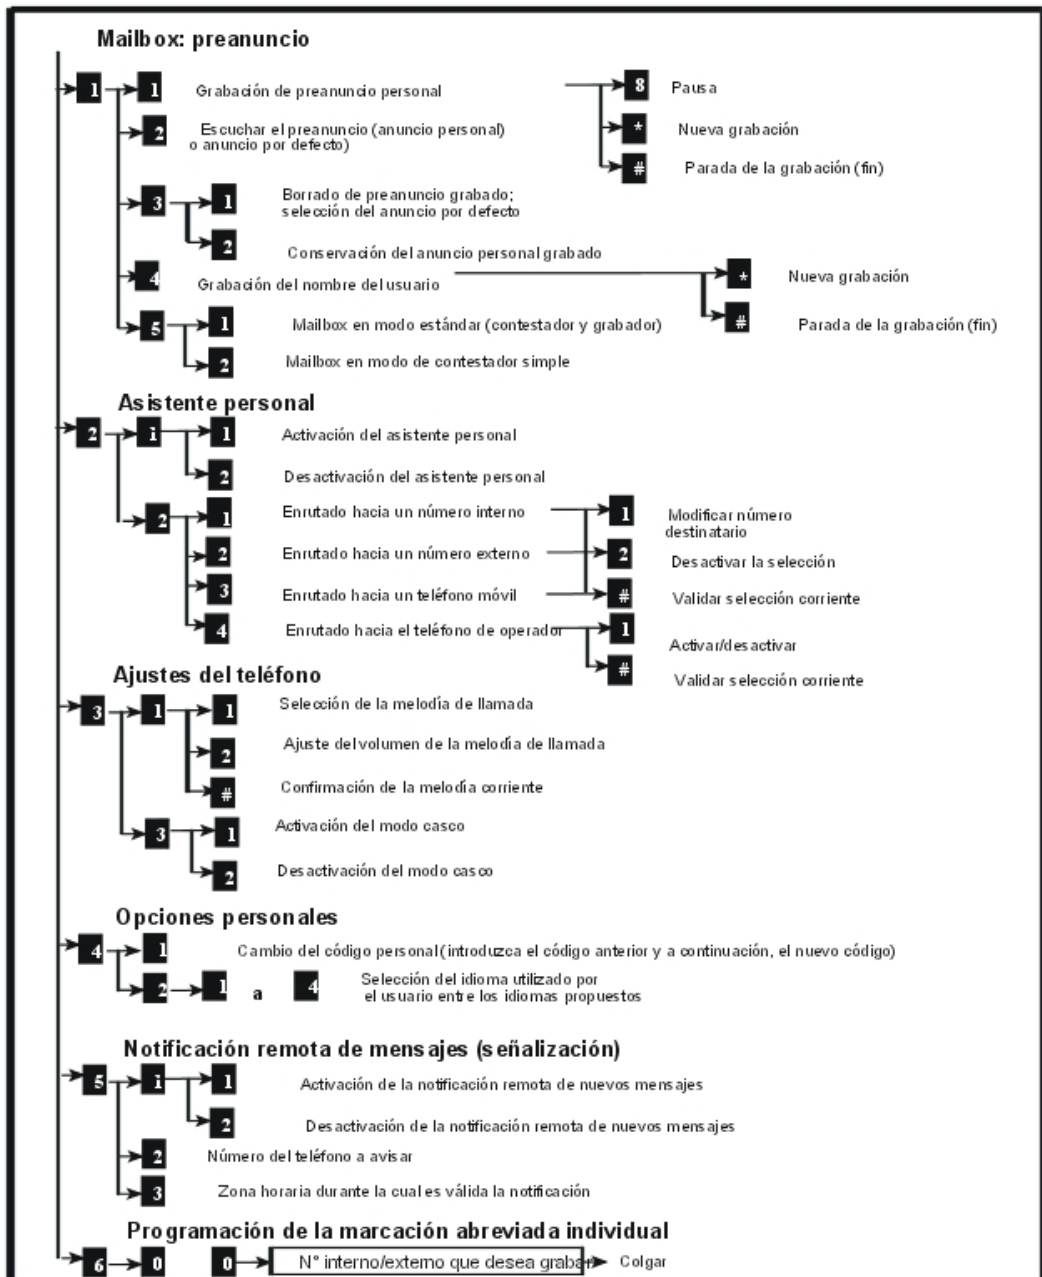 Mailbox: preanuncio
1 1 Grabación de preanuncio personal 8 Pausa
* Nueva grabación
# Parada de la grabación (fin)
2 Escuchar el preanuncio (anuncio personal)
o anuncio por defecto)
3 1 Borrado de preanuncio grabado;
selección del anuncio por defecto
2 Conservación del anuncio personal grabado
4 Grabación del nombre del usuario * Nueva grabación
# Parada de la grabación (fin)
5 1 Mailbox en modo estándar (contestador y grabador)
2 Mailbox en modo de contestador simple
Asistente personal
2 i 1 Activación del asistente personal
2 Desactivación del asistente personal
2 1 Enrutado hacia un número interno 1 Modificar número
destinatario
2 Enrutado hacia un número externo 2 Desactivar la selección
3 Enrutado hacia un teléfono móvil # Validar selección corriente
4 Enrutado hacia el teléfono de operador 1 Activar/desactivar
# Validar selección corriente
Ajustes del teléfono
3 1 1 Selección de la melodía de llamada
2 Ajuste del volumen de la melodía de llamada
# Confirmación de la melodía corriente
3 1 Activación del modo casco
2 Desactivación del modo casco
Opciones personales
4 1 Cambio del código personal (introduzca el código anterior y a continuación, el nuevo código)
2 1 a 4 Selección del idioma utilizado por
el usuario entre los idiomas propuestos
Notificación remota de mensajes (señalización)
5 i 1 Activación de la notificación remota de nuevos mensajes
2 Desactivación de la notificación remota de nuevos mensajes
2 Número del teléfono a avisar
3 Zona horaria durante la cual es válida la notificación
Programación de la marcación abreviada individual
6 0 0 N° interno/externo que desea grabar Colgar